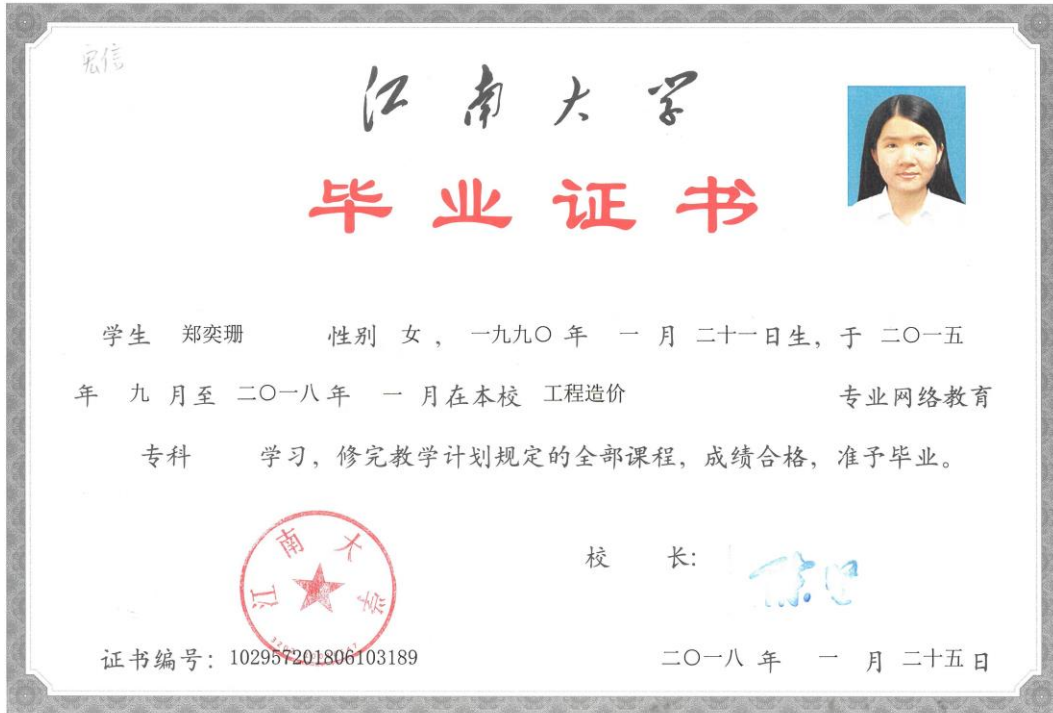 江南大学
毕业证书
学生 郑奕珊 性别 女 ， 一九九〇 年 一 月 二十一日生，于 二〇一五
年 九 月至 二〇一八年 一 月在本校 工程造价 专业网络教育
专科 学习，修完教学计划规定的全部课程，成绩合格，准予毕业。
江南大学
校 长：
证书编号：102957201806103189 二〇一八 年 一 月 二十五日